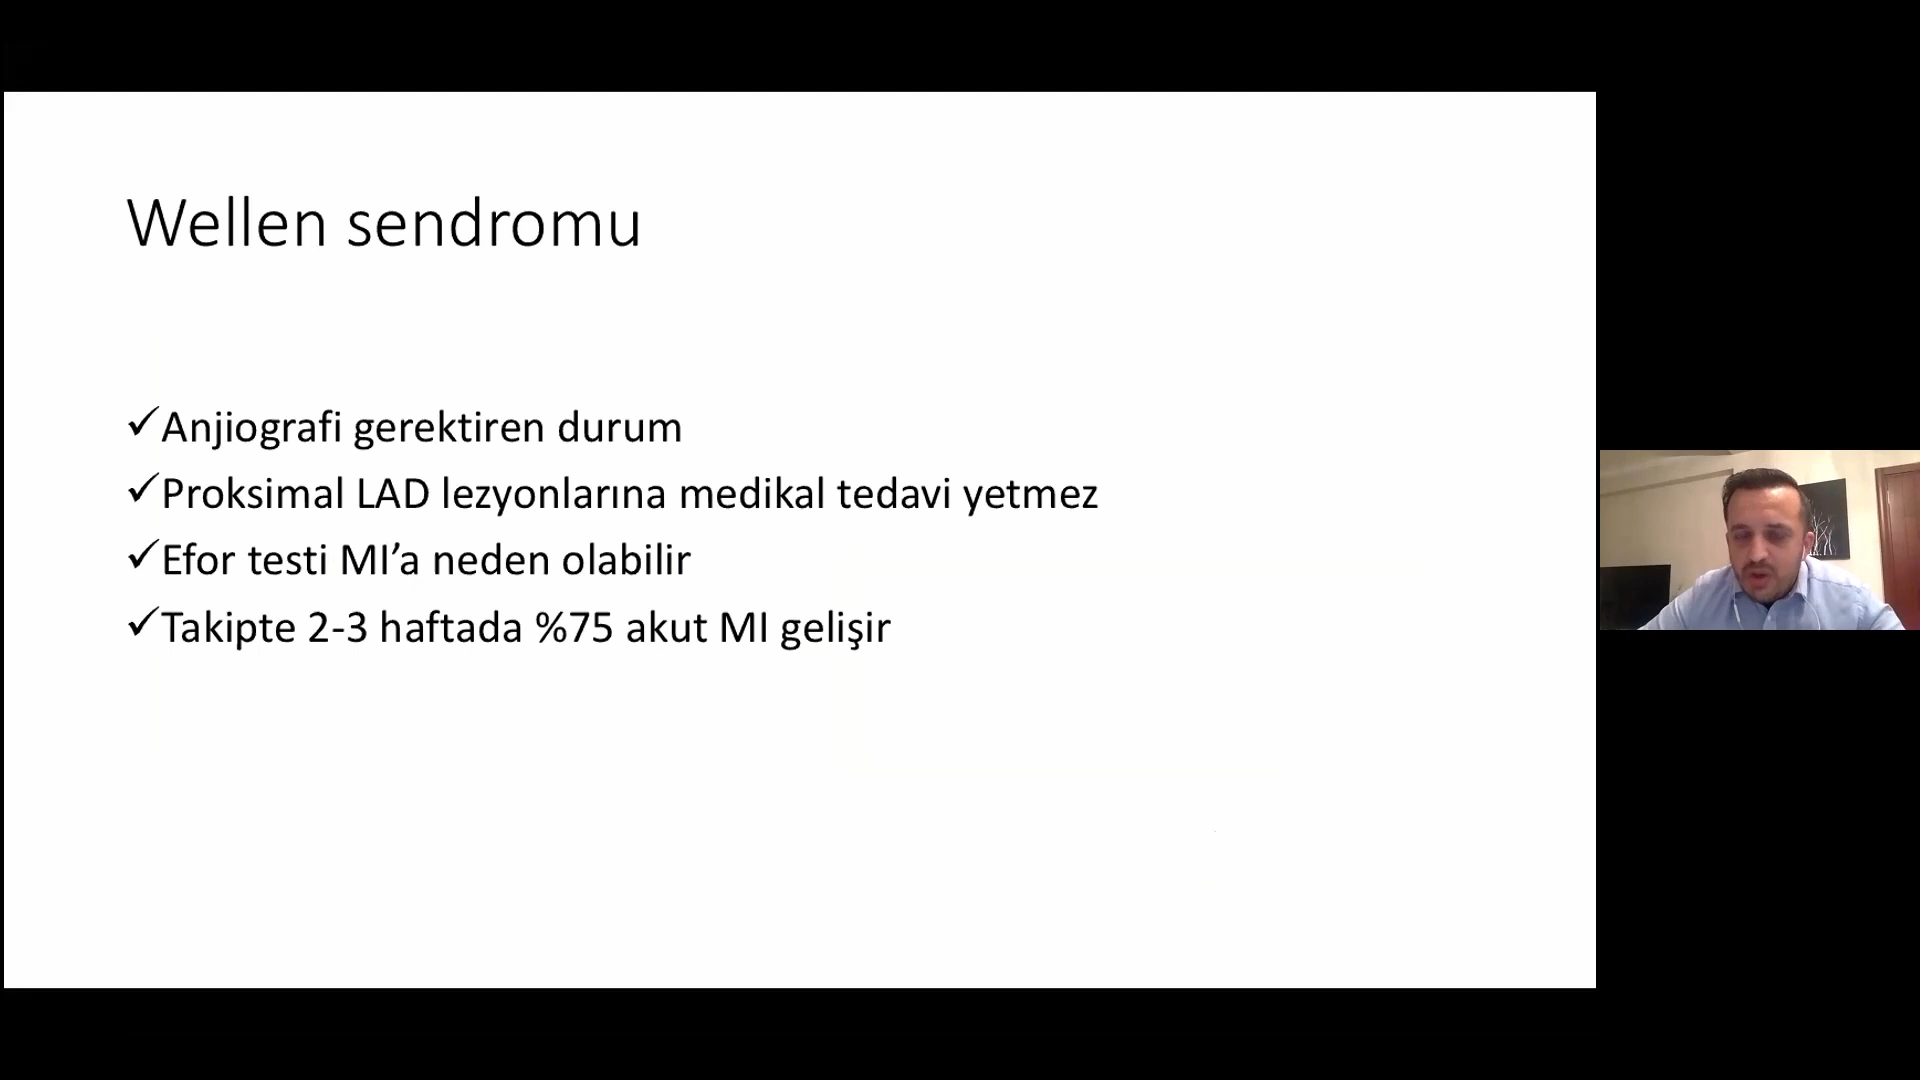 Wellen sendromu
✓Anjiografi gerektiren durum
✓Proksimal LAD lezyonlarına medikal tedavi yetmez
✓Efor testi MI’a neden olabilir
✓Takipte 2-3 haftada %75 akut MI gelişir